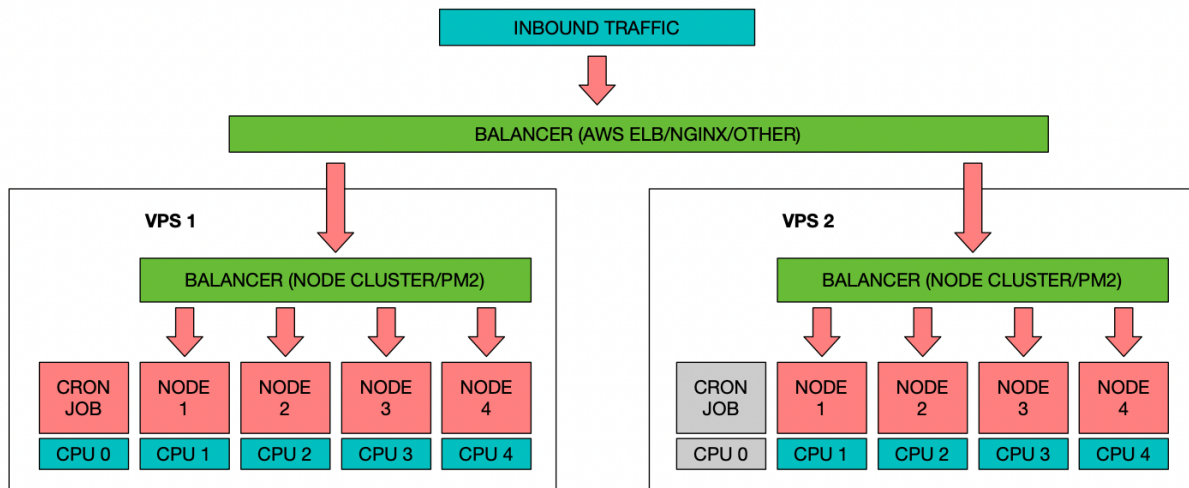 INBOUND TRAFFIC
BALANCER (AWS ELB/NGINX/OTHER)
VPS 1
BALANCER (NODE CLUSTER/PM2)
CRON
JOB
NODE
1
NODE
2
NODE
3
NODE
4
CPU 0
CPU 1
CPU 2
CPU 3
CPU 4
VPS 2
BALANCER (NODE CLUSTER/PM2)
CRON
JOB
NODE
1
NODE
2
NODE
3
NODE
4
CPU 0
CPU 1
CPU 2
CPU 3
CPU 4